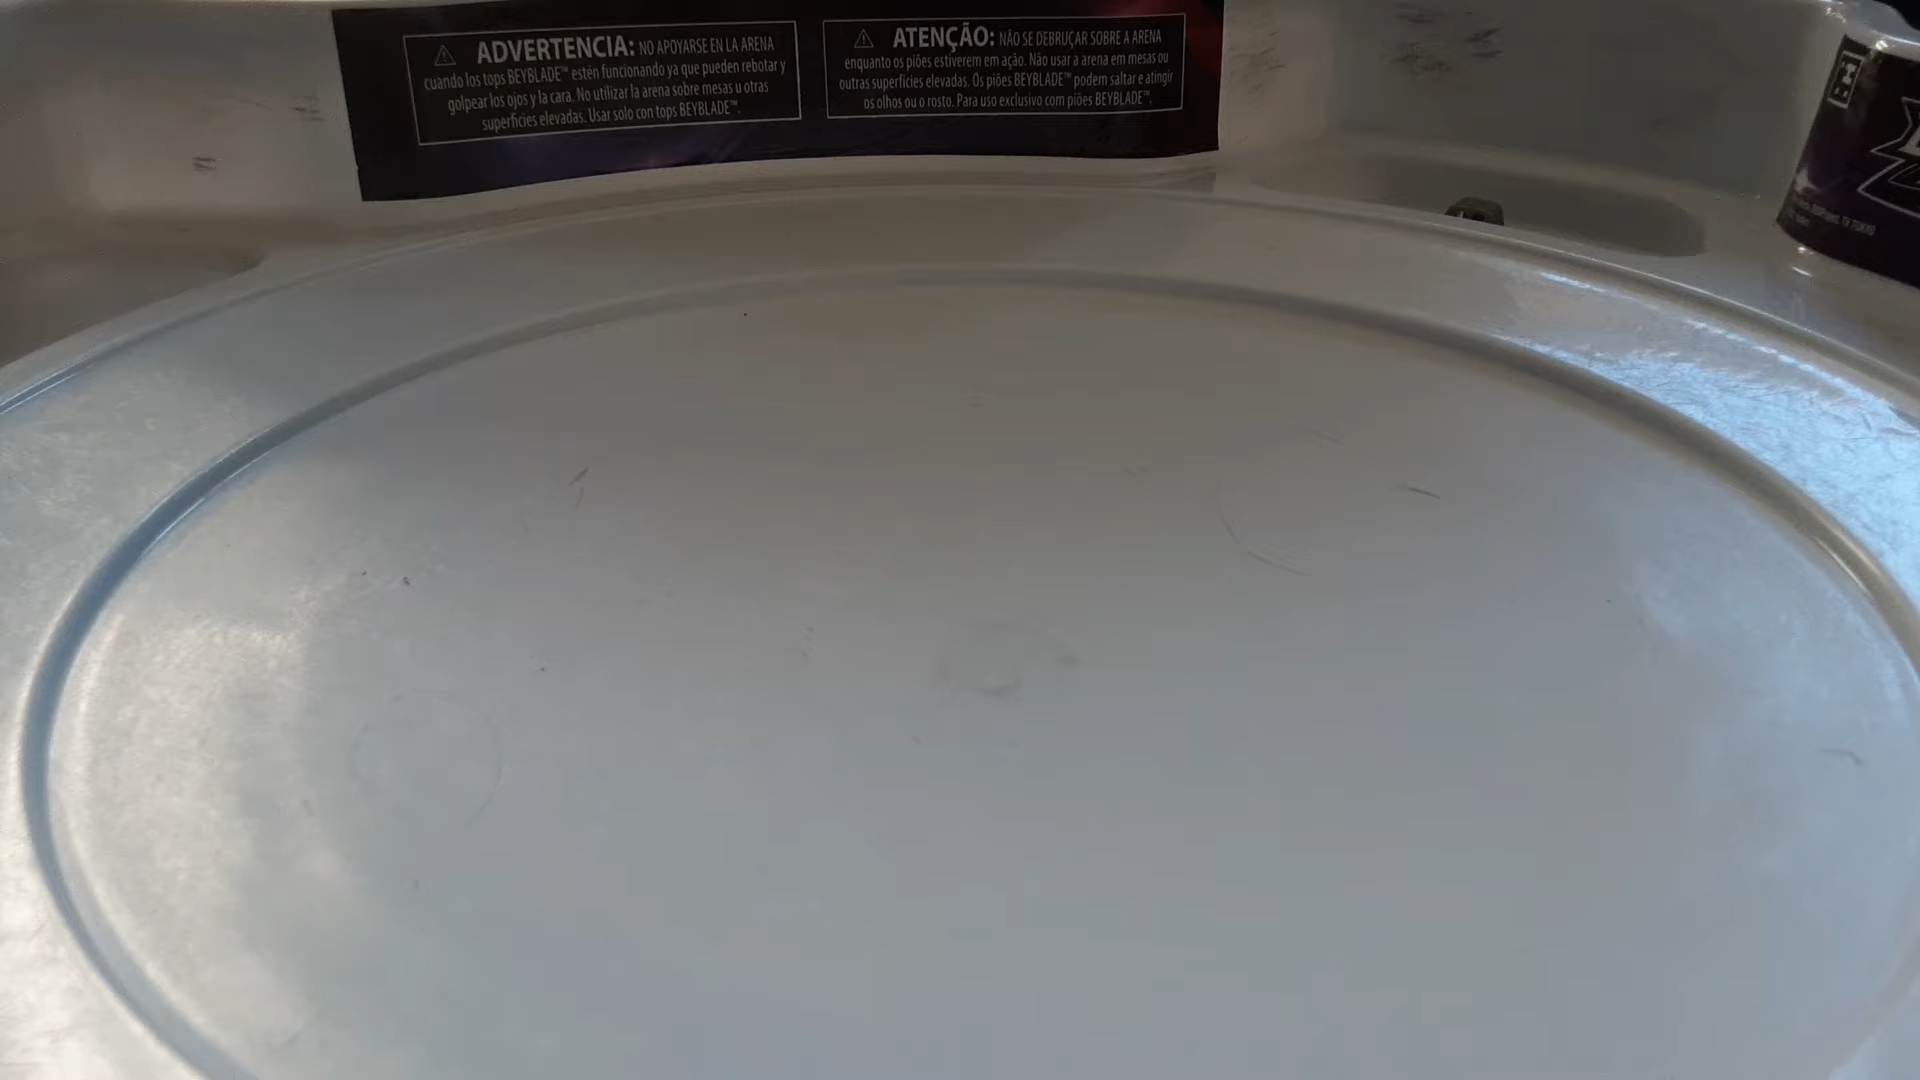 ADVERTENCIA: NO APOYARSE EN LA ARENA
cuando los tops BEYBLADE™ estén funcionando ya que pueden rebotar y
golpear los ojos y la cara. No utilizar la arena sobre mesas u otras
superficies elevadas. Usar solo con tops BEYBLADE™.
ATENÇÃO: NÃO SE DEBRUÇAR SOBRE A ARENA
enquanto os piões estiverem em ação. Não usar a arena em mesas ou
outras superfícies elevadas. Os piões BEYBLADE™ podem saltar e atingir
os olhos ou o rosto. Para uso exclusivo com piões BEYBLADE™.